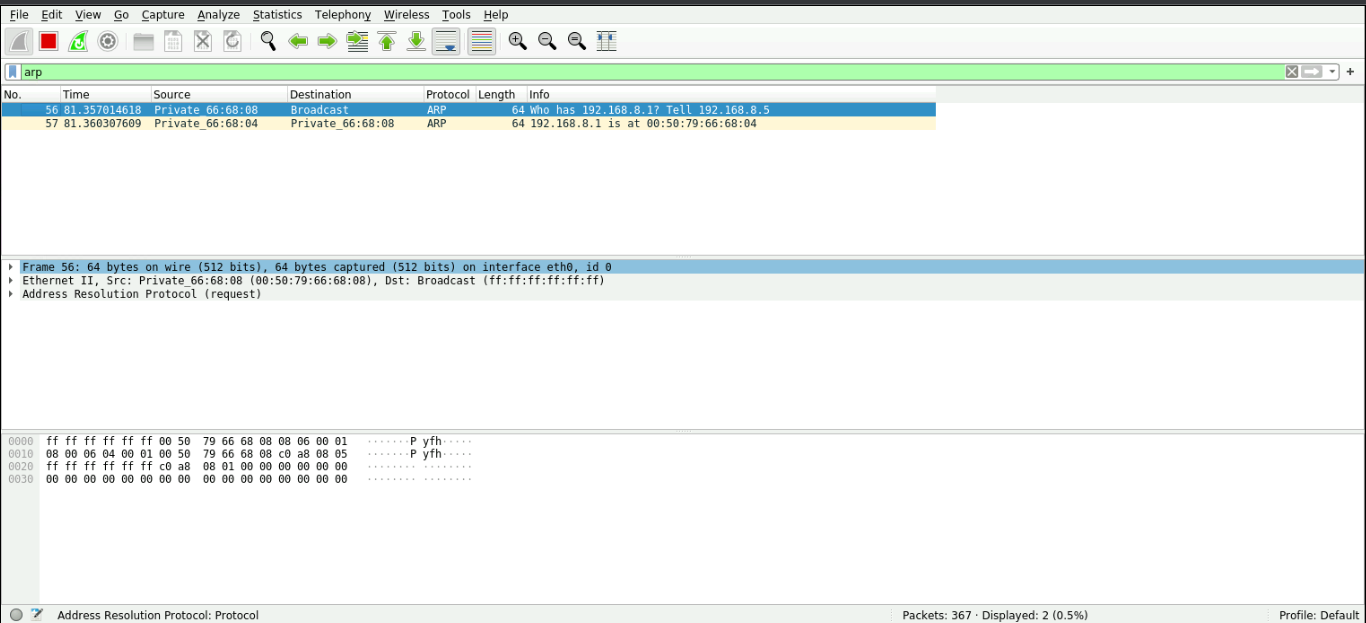 File Edit View Go Capture Analyze Statistics Telephony Wireless Tools Help
arp
No. Time Source Destination Protocol Length Info
56 81.357014618 Private_66:68:08 Broadcast ARP 64 Who has 192.168.8.1? Tell 192.168.8.5
57 81.360307609 Private_66:68:04 Private_66:68:08 ARP 64 192.168.8.1 is at 00:50:79:66:68:04
Frame 56: 64 bytes on wire (512 bits), 64 bytes captured (512 bits) on interface eth0, id 0
Ethernet II, Src: Private_66:68:08 (00:50:79:66:68:08), Dst: Broadcast (ff:ff:ff:ff:ff:ff)
Address Resolution Protocol (request)
0000 ff ff ff ff ff ff 00 50 79 66 68 08 08 06 00 01 ·······P yfh·····
0010 08 00 06 04 00 01 00 50 79 66 68 08 c0 a8 08 05 ·······P yfh·····
0020 ff ff ff ff ff ff c0 a8 08 01 00 00 00 00 00 00 ········ ········
0030 00 00 00 00 00 00 00 00 00 00 00 00 00 00 00 00 ········ ········
Address Resolution Protocol: Protocol Packets: 367 · Displayed: 2 (0.5%) Profile: Default